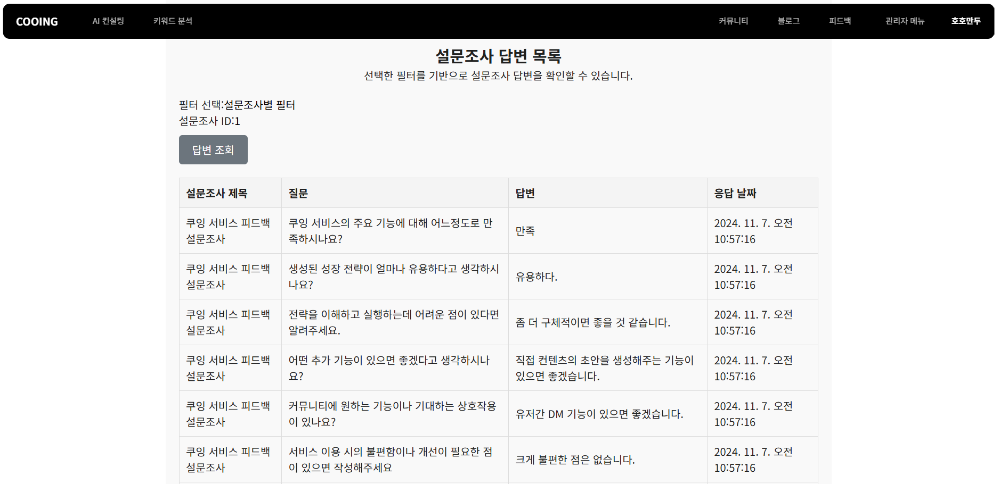 COOING AI 컨설팅 키워드 분석 커뮤니티 블로그 피드백 관리자 메뉴 호호만두
설문조사 답변 목록
선택한 필터를 기반으로 설문조사 답변을 확인할 수 있습니다.
필터 선택:설문조사별 필터
설문조사 ID:1
답변 조회
설문조사 제목 질문 답변 응답 날짜
쿠잉 서비스 피드백
설문조사
쿠잉 서비스의 주요 기능에 대해 어느정도로 만
족하시나요?
만족
2024. 11. 7. 오전
10:57:16
쿠잉 서비스 피드백
설문조사
생성된 성장 전략이 얼마나 유용하다고 생각하시
나요?
유용하다.
2024. 11. 7. 오전
10:57:16
쿠잉 서비스 피드백
설문조사
전략을 이해하고 실행하는데 어려운 점이 있다면
알려주세요.
좀 더 구체적이면 좋을 것 같습니다.
2024. 11. 7. 오전
10:57:16
쿠잉 서비스 피드백
설문조사
어떤 추가 기능이 있으면 좋겠다고 생각하시나
요?
직접 컨텐츠의 초안을 생성해주는 기능이
있으면 좋겠습니다.
2024. 11. 7. 오전
10:57:16
쿠잉 서비스 피드백
설문조사
커뮤니티에 원하는 기능이나 기대하는 상호작용
이 있나요?
유저간 DM 기능이 있으면 좋겠습니다.
2024. 11. 7. 오전
10:57:16
쿠잉 서비스 피드백
설문조사
서비스 이용 시의 불편함이나 개선이 필요한 점
이 있으면 작성해주세요
크게 불편한 점은 없습니다.
2024. 11. 7. 오전
10:57:16